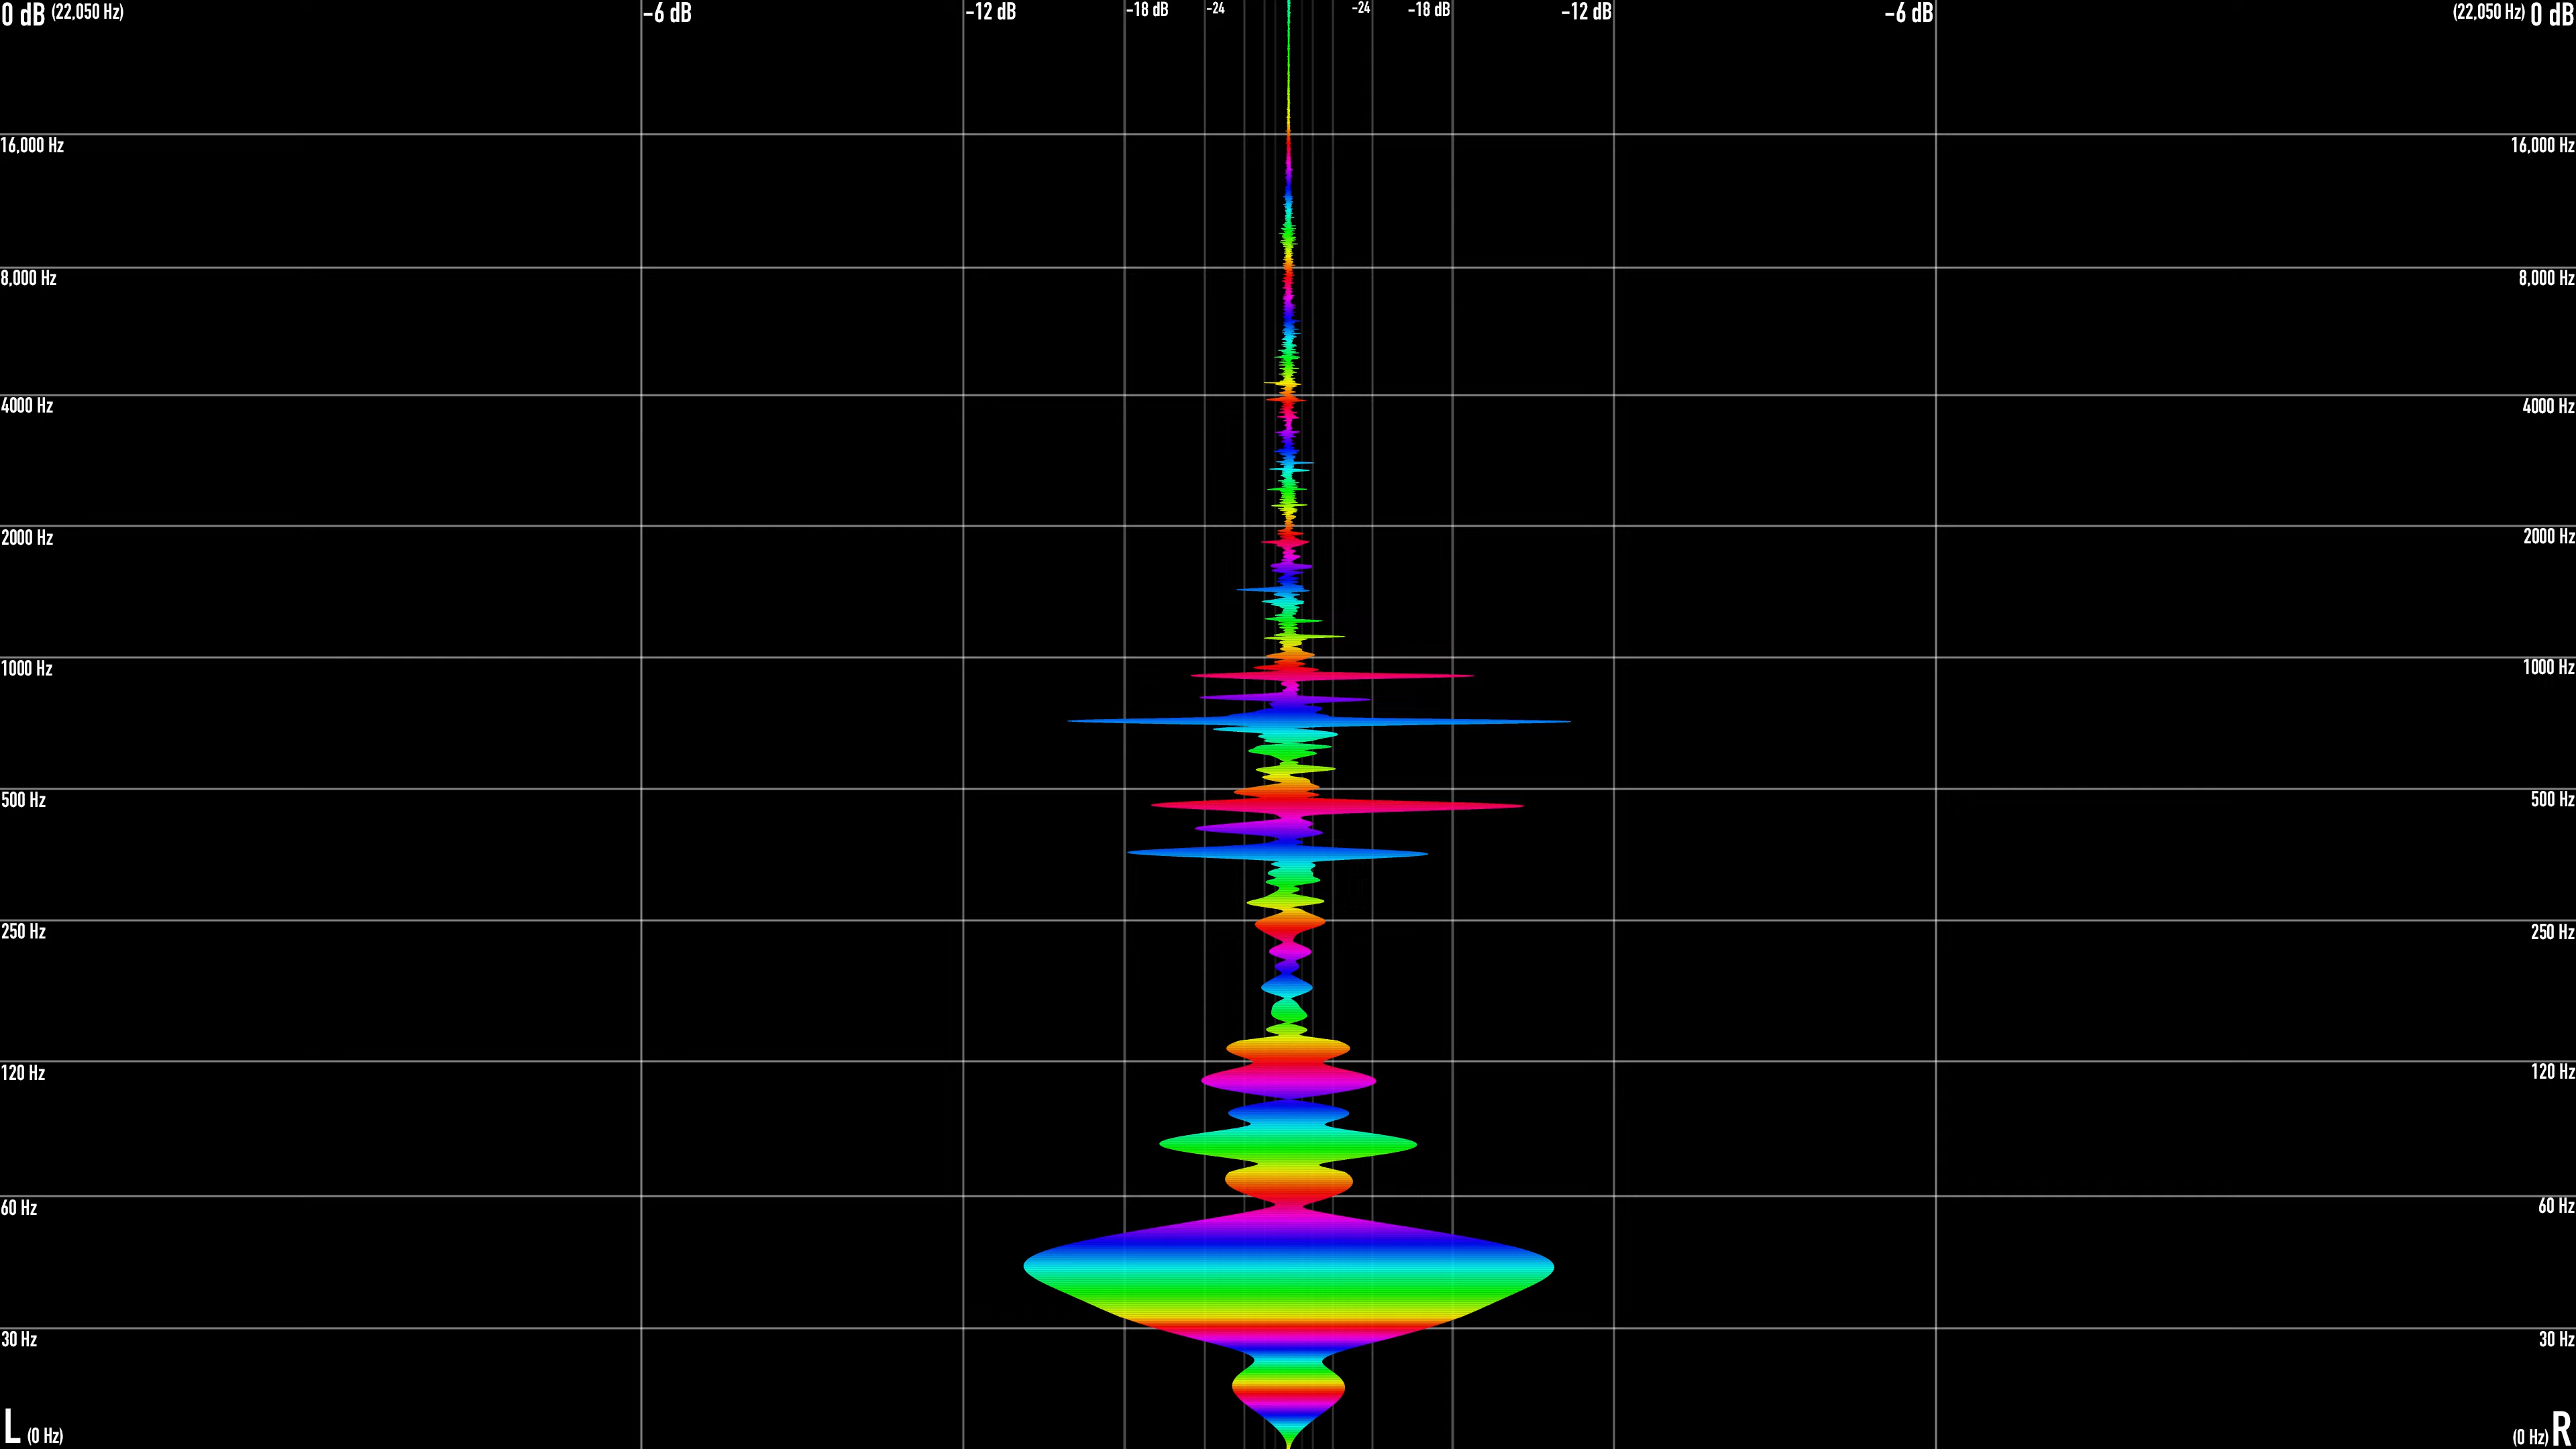 0 dB (22,050 Hz) −6 dB −12 dB −18 dB −24 −24 −18 dB −12 dB −6 dB (22,050 Hz) 0 dB
16,000 Hz 16,000 Hz
8,000 Hz 8,000 Hz
4000 Hz 4000 Hz
2000 Hz 2000 Hz
1000 Hz 1000 Hz
500 Hz 500 Hz
250 Hz 250 Hz
120 Hz 120 Hz
60 Hz 60 Hz
30 Hz 30 Hz
L (0 Hz) (0 Hz) R